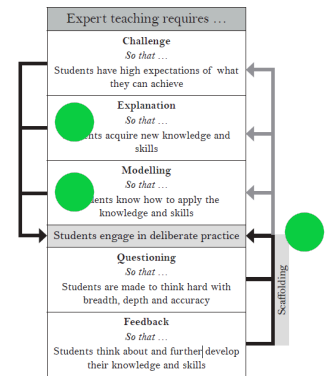 Expert teaching requires …
Challenge
So that …
Students have high expectations of what
they can achieve
Explanation
So that …
nts acquire new knowledge and
skills
Modelling
So that …
ents know how to apply the
knowledge and skills
Students engage in deliberate practice
Questioning
So that …
Students are made to think hard with
breadth, depth and accuracy
Feedback
So that …
Students think about and further develop
their knowledge and skills
Scaffolding